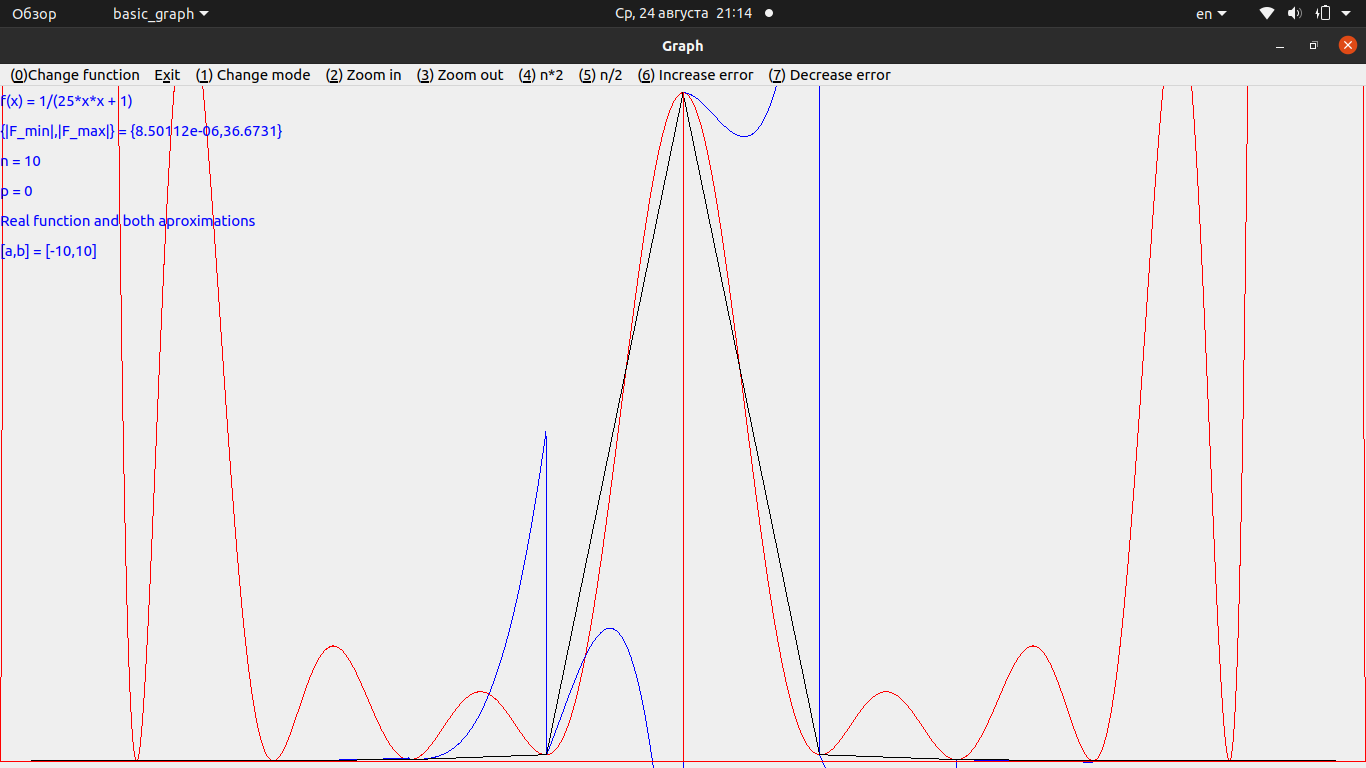 Обзор basic_graph Ср, 24 августа 21:14 en
Graph
(0)Change function Exit (1) Change mode (2) Zoom in (3) Zoom out (4) n*2 (5) n/2 (6) Increase error (7) Decrease error
f(x) = 1/(25*x*x + 1)
{|F_min|,|F_max|} = {8.50112e-06,36.6731}
n = 10
p = 0
Real function and both aproximations
[a,b] = [-10,10]